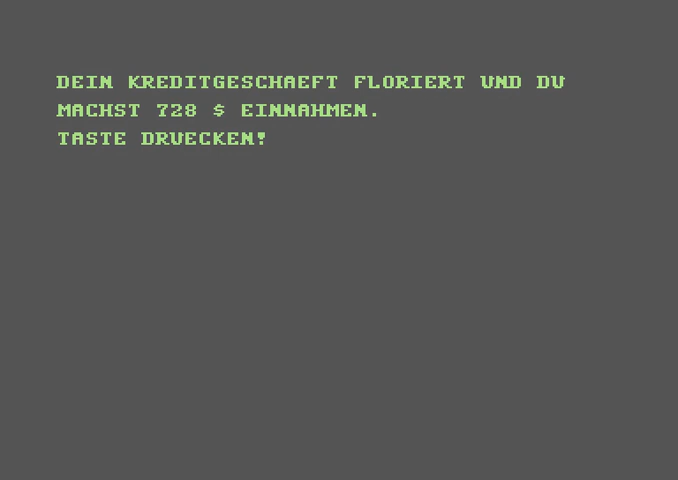 DEIN KREDITGESCHAEFT FLORIERT UND DU
MACHST 728 $ EINNAHMEN.
TASTE DRUECKEN!